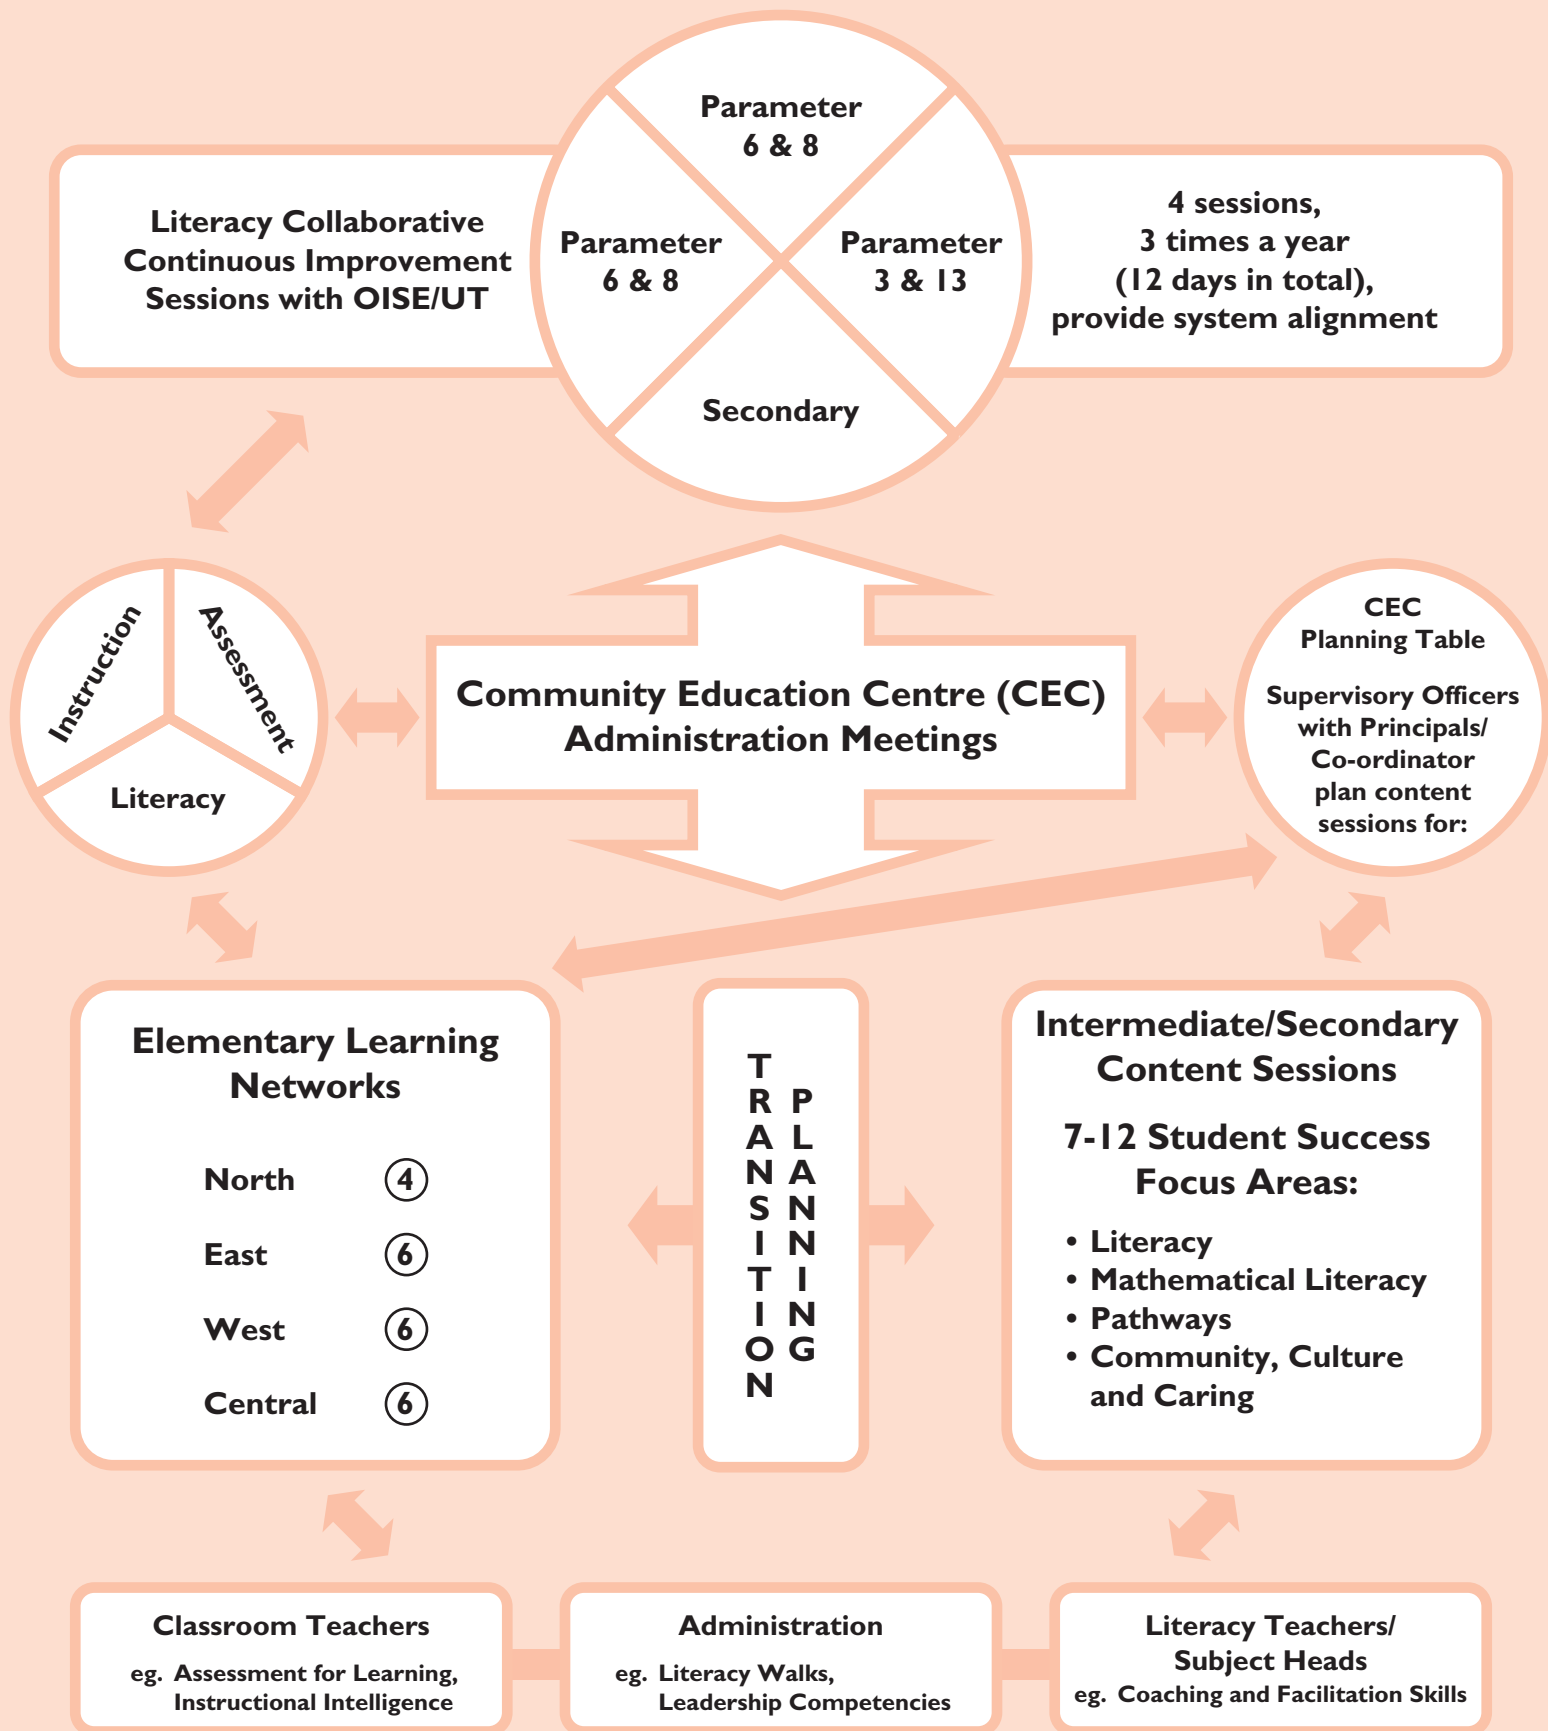 Parameter
6 & 8
Literacy Collaborative
Continuous Improvement
Sessions with OISE/UT
Parameter
6 & 8
Parameter
3 & 13
4 sessions,
3 times a year
(12 days in total),
provide system alignment
Secondary
Instruction
Assessment
Literacy
Community Education Centre (CEC)
Administration Meetings
CEC
Planning Table
Supervisory Officers
with Principals/
Co-ordinator
plan content
sessions for:
Elementary Learning
Networks
North 4
East 6
West 6
Central 6
TRANSITION
PLANNING
Intermediate/Secondary
Content Sessions
7-12 Student Success
Focus Areas:
• Literacy
• Mathematical Literacy
• Pathways
• Community, Culture
and Caring
Classroom Teachers
eg. Assessment for Learning,
Instructional Intelligence
Administration
eg. Literacy Walks,
Leadership Competencies
Literacy Teachers/
Subject Heads
eg. Coaching and Facilitation Skills